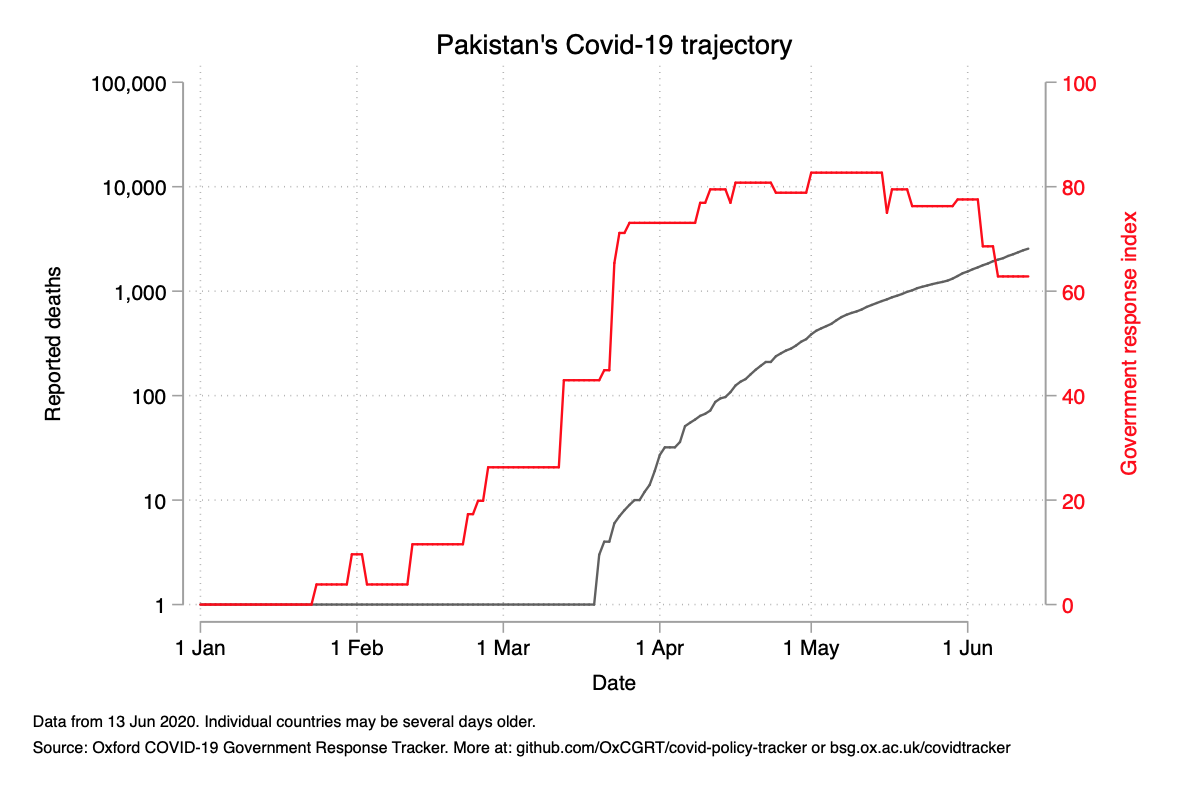 Pakistan's Covid-19 trajectory
100,000
10,000
1,000
100
10
1
Reported deaths
100
80
60
40
20
0
Government response index
1 Jan 1 Feb 1 Mar 1 Apr 1 May 1 Jun
Date
Data from 13 Jun 2020. Individual countries may be several days older.
Source: Oxford COVID-19 Government Response Tracker. More at: github.com/OxCGRT/covid-policy-tracker or bsg.ox.ac.uk/covidtracker